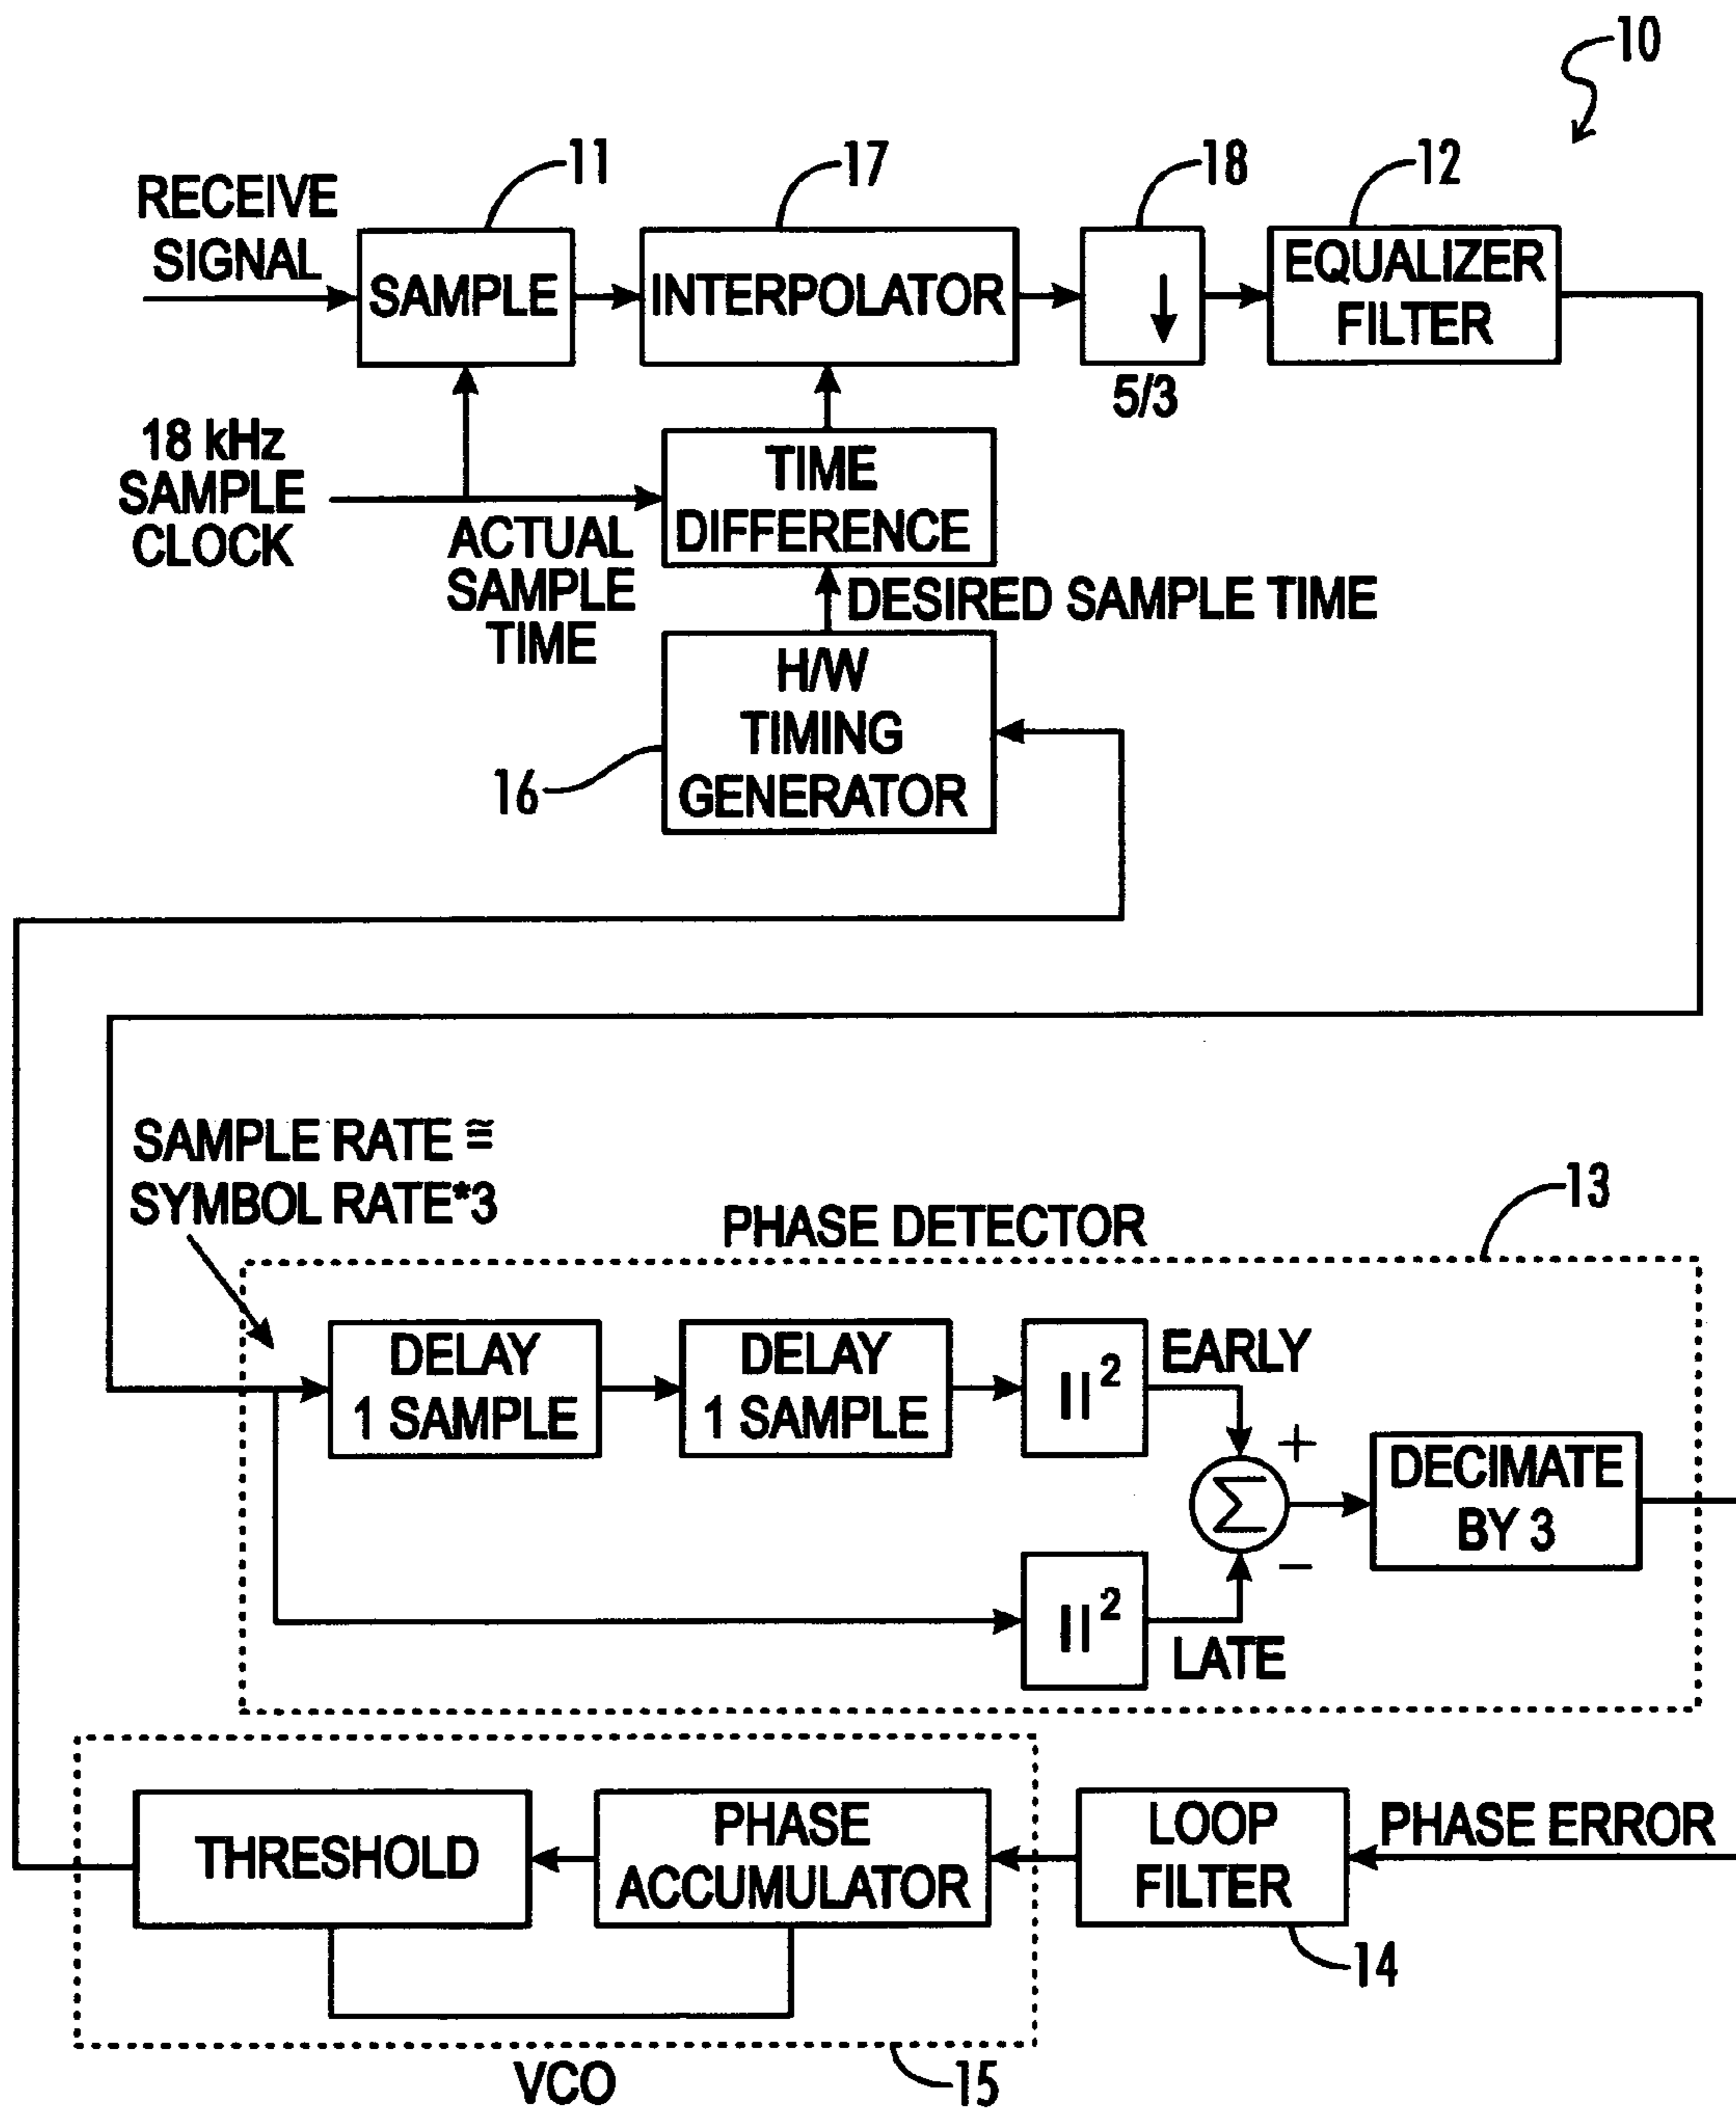 10
11
17
18
12
RECEIVE
SIGNAL
SAMPLE
INTERPOLATOR
↓
5/3
EQUALIZER
FILTER
18 kHz
SAMPLE
CLOCK
ACTUAL
SAMPLE
TIME
TIME
DIFFERENCE
DESIRED SAMPLE TIME
H/W
TIMING
GENERATOR
16
SAMPLE RATE ≅
SYMBOL RATE*3
PHASE DETECTOR
13
DELAY
1 SAMPLE
DELAY
1 SAMPLE
||²
EARLY
+
Σ
−
DECIMATE
BY 3
||²
LATE
THRESHOLD
PHASE
ACCUMULATOR
LOOP
FILTER
PHASE ERROR
14
VCO
15